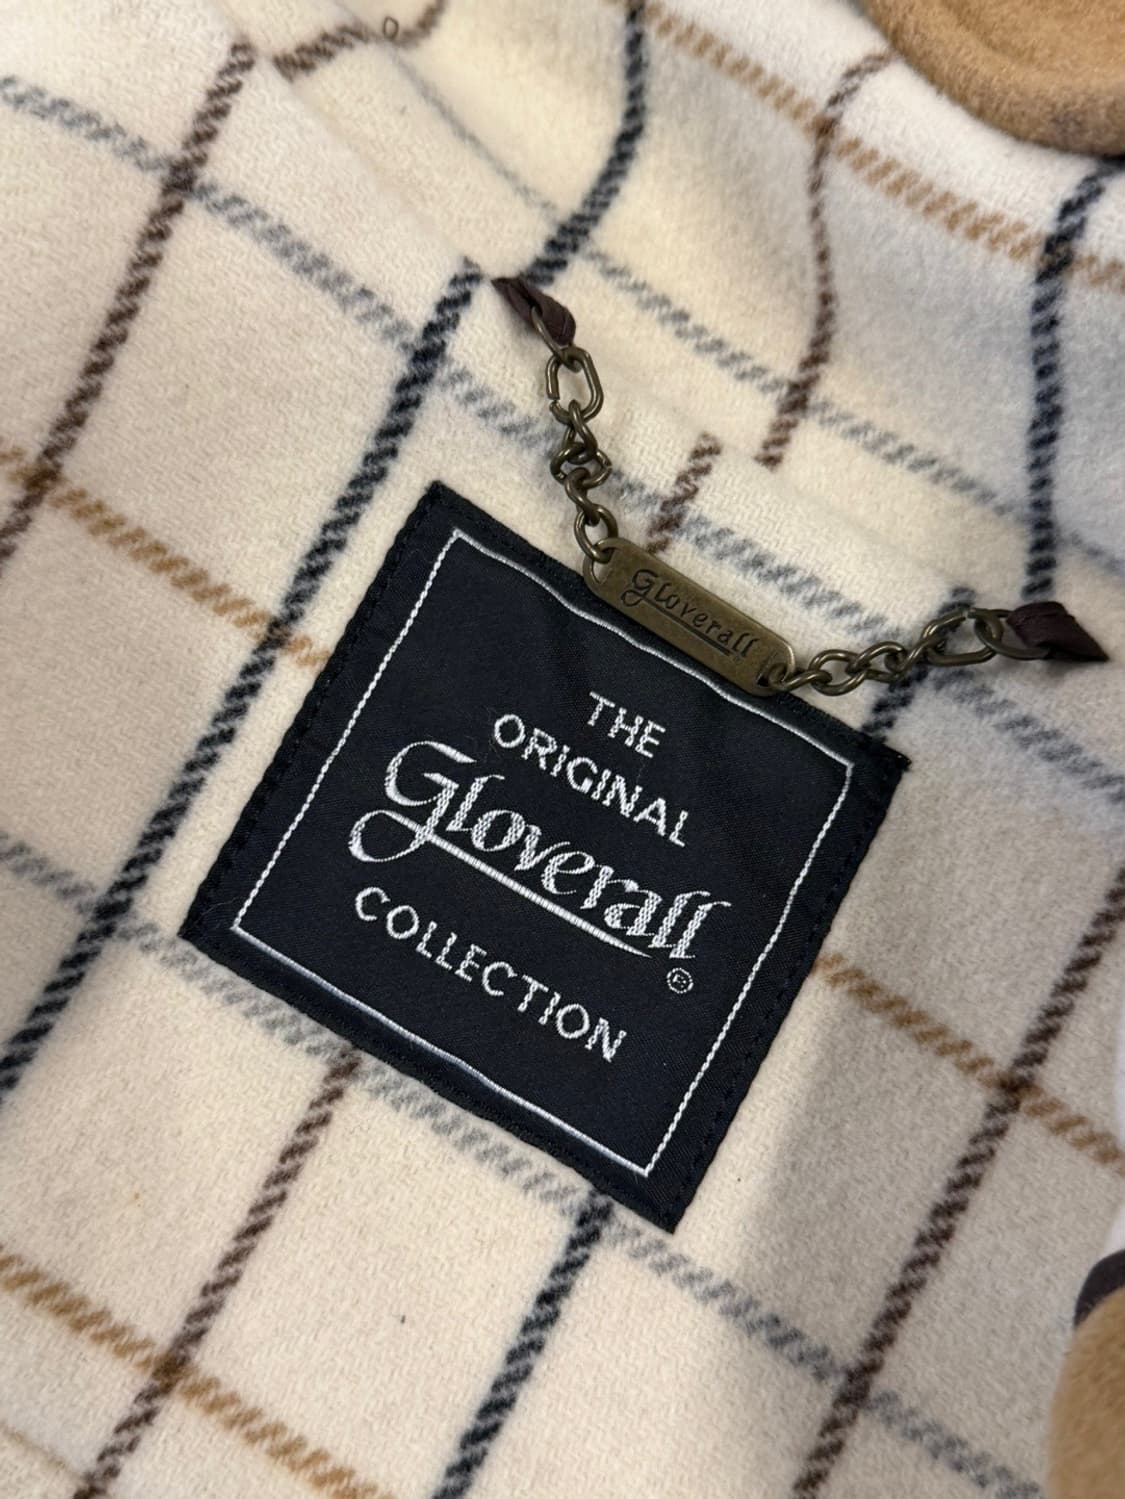 Gloverall
THE
ORIGINAL
Gloverall
®
COLLECTION